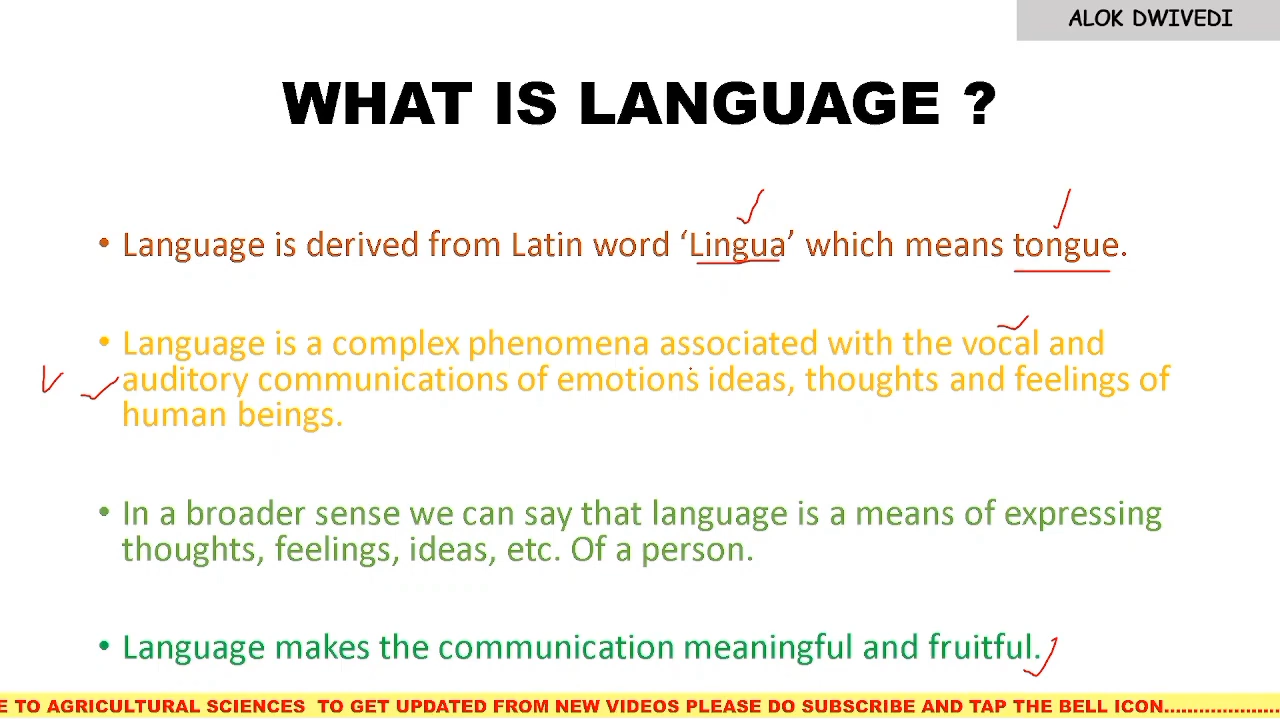 ALOK DWIVEDI
WHAT IS LANGUAGE ?
• Language is derived from Latin word ‘Lingua’ which means tongue.
• Language is a complex phenomena associated with the vocal and
auditory communications of emotions ideas, thoughts and feelings of
human beings.
• In a broader sense we can say that language is a means of expressing
thoughts, feelings, ideas, etc. Of a person.
• Language makes the communication meaningful and fruitful.
E TO AGRICULTURAL SCIENCES TO GET UPDATED FROM NEW VIDEOS PLEASE DO SUBSCRIBE AND TAP THE BELL ICON......................